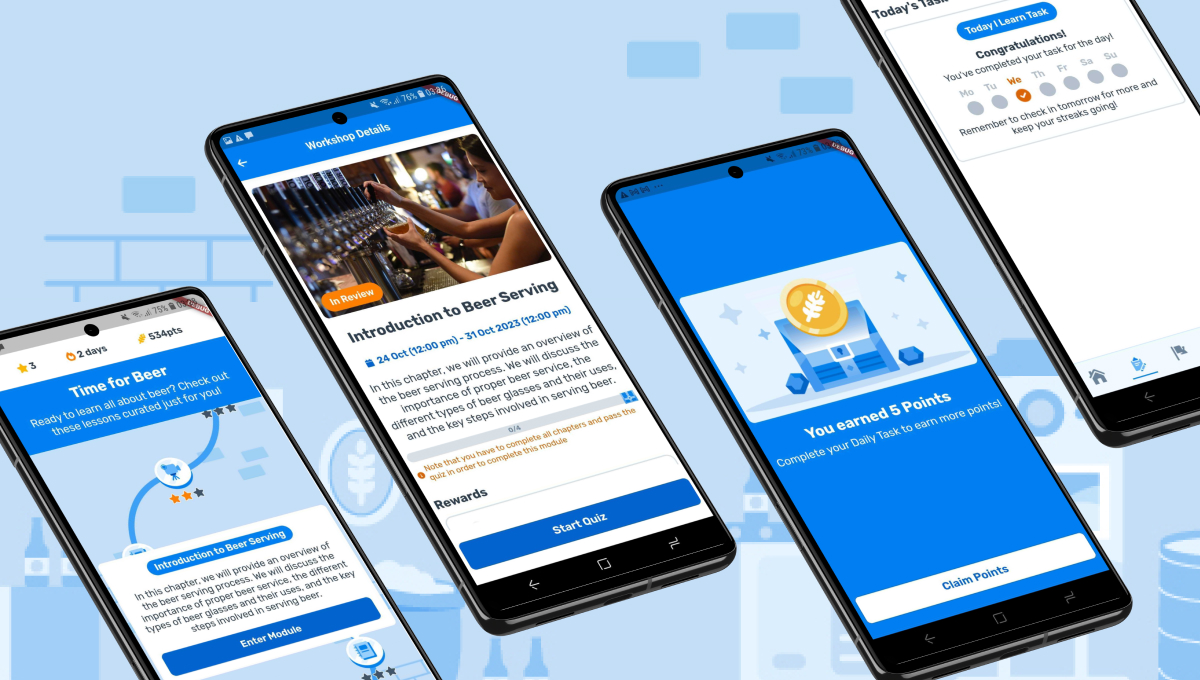 75%
3
2 days
534pts
Time for Beer
Ready to learn all about beer? Check out
these lessons curated just for you!
Introduction to Beer Serving
In this chapter, we will provide an overview of
the beer serving process. We will discuss the
importance of proper beer service, the different
types of beer glasses and their uses, and the key
steps involved in serving beer.
Enter Module
76%
Workshop Details
In Review
Introduction to Beer Serving
24 Oct (12:00 pm) - 31 Oct 2023 (12:00 pm)
In this chapter, we will provide an overview of
the beer serving process. We will discuss the
importance of proper beer service, the
different types of beer glasses and their uses,
and the key steps involved in serving beer.
0/4
Note that you have to complete all chapters and pass the
quiz in order to complete this module
Rewards
Start Quiz
23%
DEBUG
You earned 5 Points
Complete your Daily Task to earn more points!
Claim Points
Today's Task
Today I Learn Task
Congratulations!
You've completed your task for the day!
Mo Tu We Th Fr Sa Su
Remember to check in tomorrow for more and
keep your streaks going!